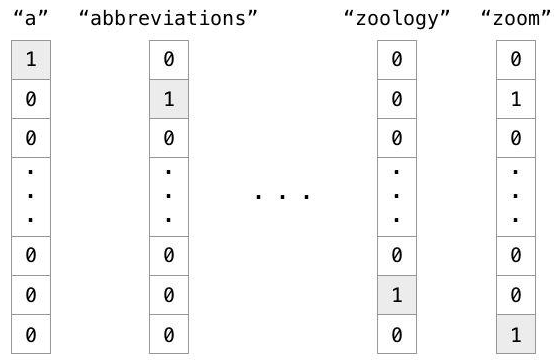 “a” “abbreviations” “zoology” “zoom”
1 0 0 0
0 1 0 1
0 0 0 0
. . . .
. . . . . . .
. . . .
0 0 0 0
0 0 1 0
0 0 0 1